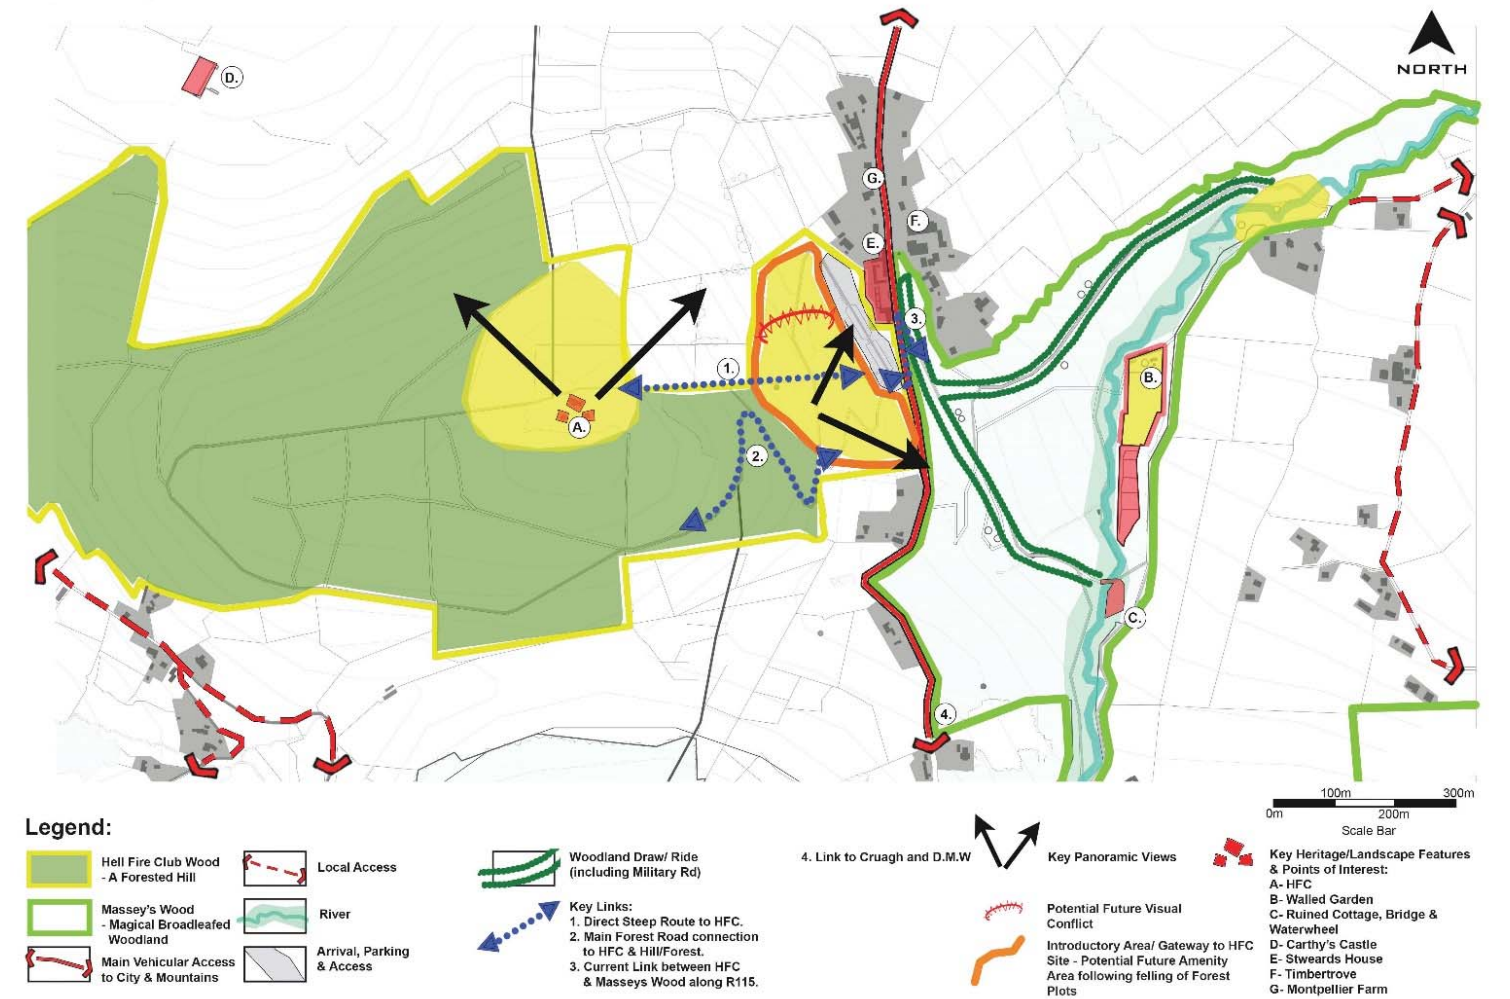 NORTH
D.
G.
F.
E.
3.
1.
B.
A.
2.
C.
4.
100m 300m
0m 200m
Scale Bar
Legend:
Hell Fire Club Wood
- A Forested Hill
Massey's Wood
- Magical Broadleafed
Woodland
Main Vehicular Access
to City & Mountains
Local Access
River
Arrival, Parking
& Access
Woodland Draw/ Ride
(including Military Rd)
Key Links:
1. Direct Steep Route to HFC.
2. Main Forest Road connection
to HFC & Hill/Forest.
3. Current Link between HFC
& Masseys Wood along R115.
4. Link to Cruagh and D.M.W
Key Panoramic Views
Potential Future Visual
Conflict
Introductory Area/ Gateway to HFC
Site - Potential Future Amenity
Area following felling of Forest
Plots
Key Heritage/Landscape Features
& Points of Interest:
A- HFC
B- Walled Garden
C- Ruined Cottage, Bridge &
Waterwheel
D- Carthy's Castle
E- Stwards House
F- Timbertrove
G- Montpellier Farm